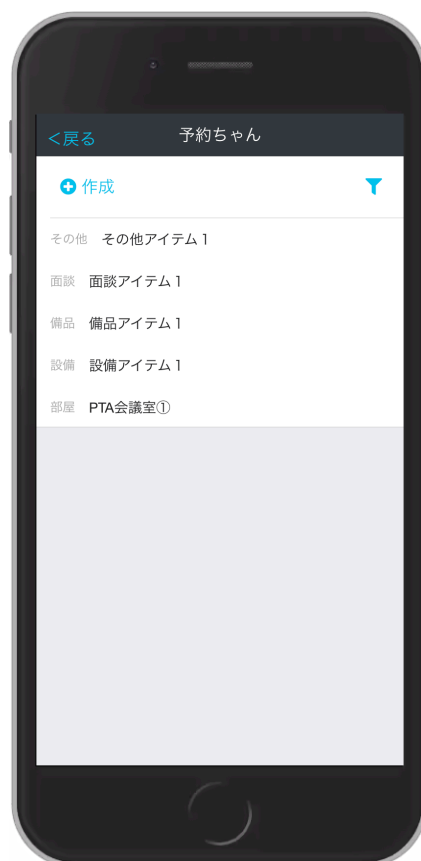 <戻る 予約ちゃん
作成
その他 その他アイテム1
面談 面談アイテム1
備品 備品アイテム1
設備 設備アイテム1
部屋 PTA会議室①